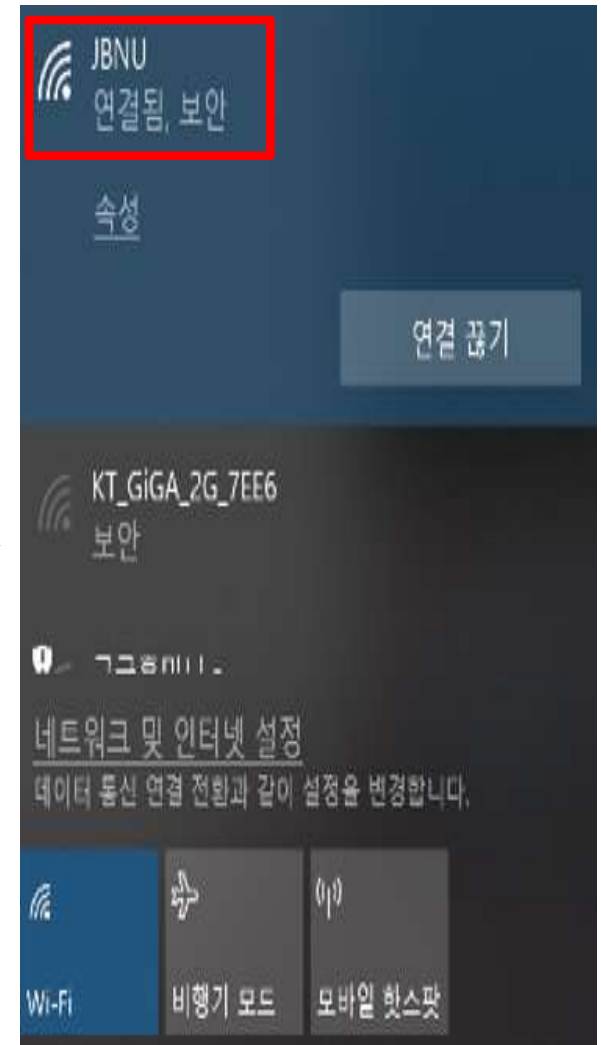 JBNU
연결됨, 보안
속성
연결 끊기
KT_GiGA_2G_7EE6
보안
네트워크 및 인터넷 설정
데이터 통신 연결 전환과 같이 설정을 변경합니다.
Wi-Fi
비행기 모드
모바일 핫스팟